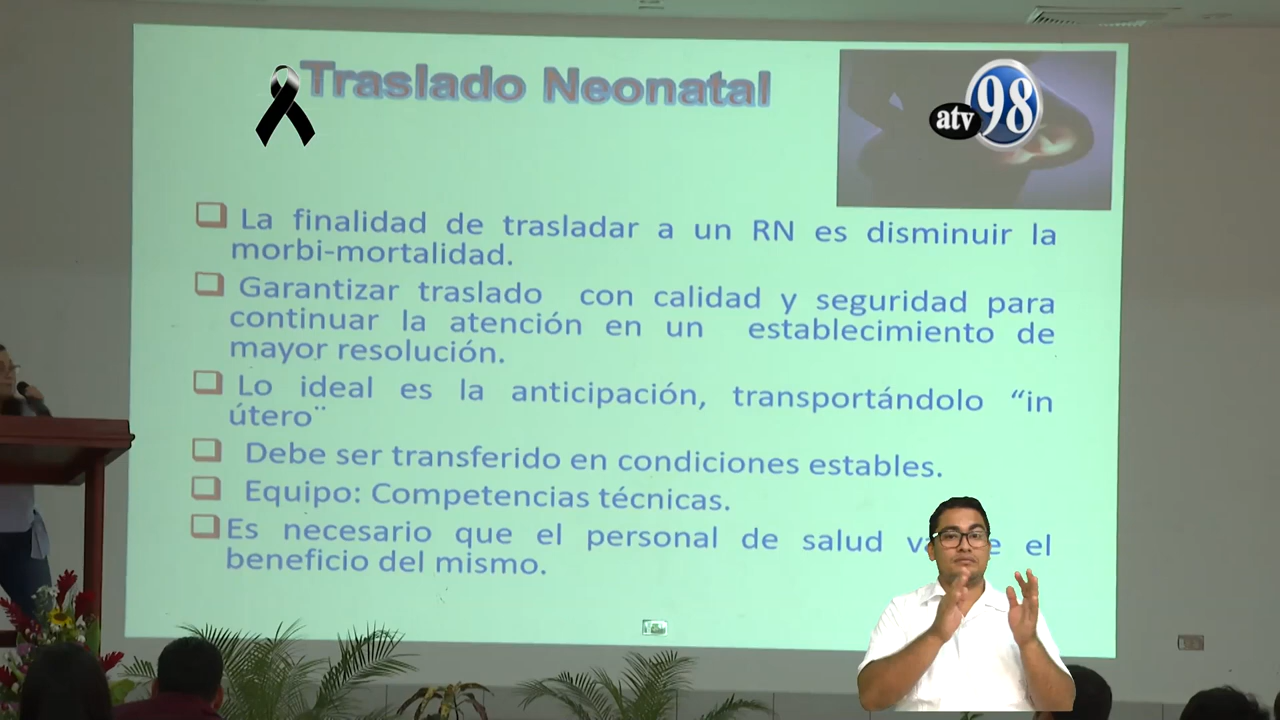 Traslado Neonatal
atv 98
La finalidad de trasladar a un RN es disminuir la
morbi-mortalidad.
Garantizar traslado con calidad y seguridad para
continuar la atención en un establecimiento de
mayor resolución.
Lo ideal es la anticipación, transportándolo “in
útero¨
Debe ser transferido en condiciones estables.
Equipo: Competencias técnicas.
Es necesario que el personal de salud el
beneficio del mismo.